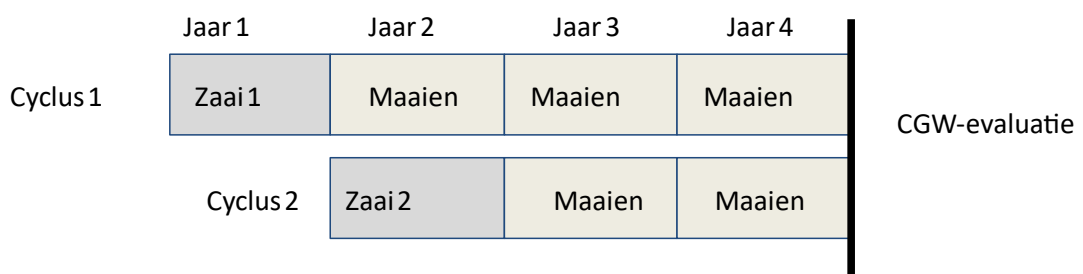 Jaar 1 Jaar 2 Jaar 3 Jaar 4
Cyclus 1 Zaai 1 Maaien Maaien Maaien
CGW-evaluatie
Cyclus 2 Zaai 2 Maaien Maaien